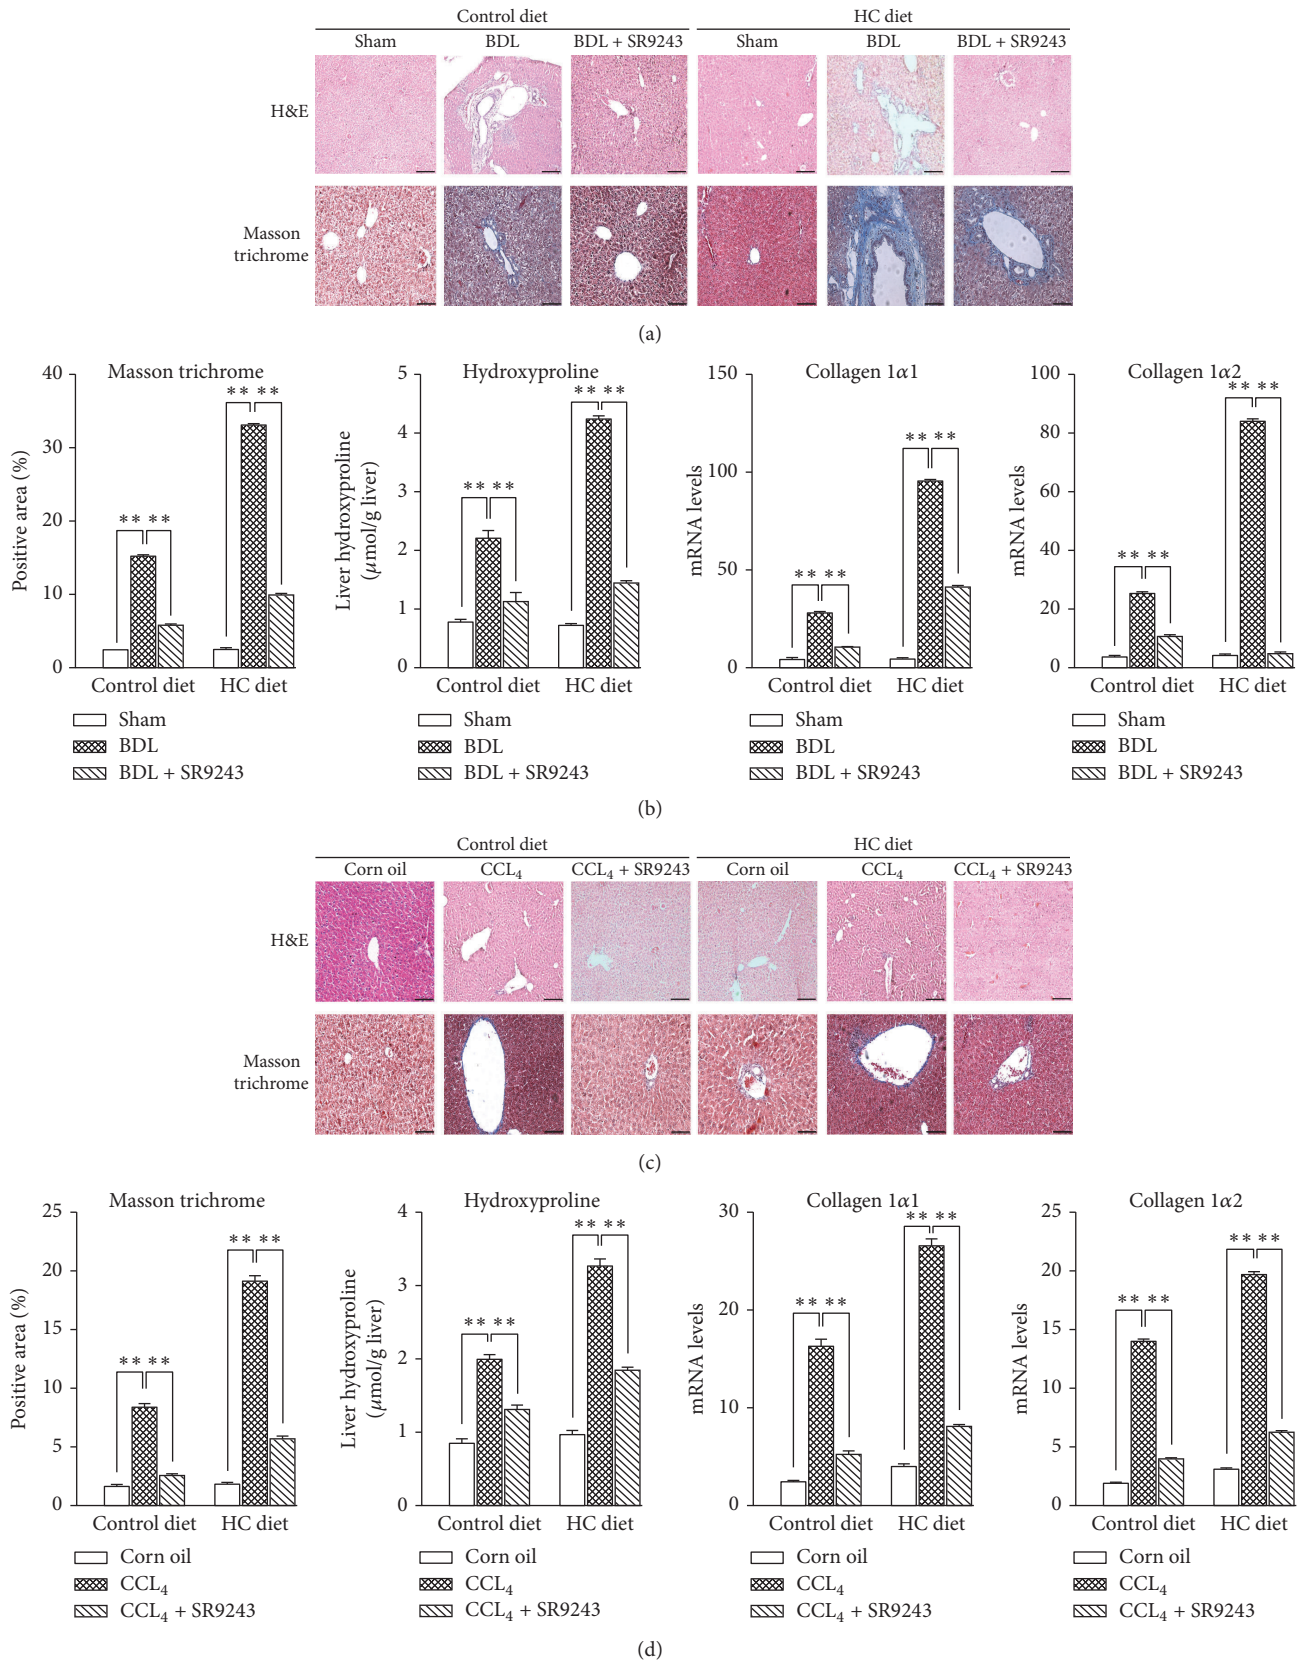 Control diet HC diet
Sham BDL BDL + SR9243 Sham BDL BDL + SR9243
H&E
Masson
trichrome
(a)
Masson trichrome
Positive area (%)
40
30
20
10
0
** ** ** **
Control diet HC diet
Sham
BDL
BDL + SR9243
Hydroxyproline
Liver hydroxyproline
(μmol/g liver)
5
4
3
2
1
0
** ** ** **
Control diet HC diet
Sham
BDL
BDL + SR9243
Collagen 1α1
mRNA levels
150
100
50
0
** ** ** **
Control diet HC diet
Sham
BDL
BDL + SR9243
Collagen 1α2
mRNA levels
100
80
60
40
20
0
** ** ** **
Control diet HC diet
Sham
BDL
BDL + SR9243
(b)
Control diet HC diet
Corn oil CCL₄ CCL₄ + SR9243 Corn oil CCL₄ CCL₄ + SR9243
H&E
Masson
trichrome
(c)
Masson trichrome
Positive area (%)
25
20
15
10
5
0
** ** ** **
Control diet HC diet
Corn oil
CCL₄
CCL₄ + SR9243
Hydroxyproline
Liver hydroxyproline
(μmol/g liver)
4
3
2
1
0
** ** ** **
Control diet HC diet
Corn oil
CCL₄
CCL₄ + SR9243
Collagen 1α1
mRNA levels
30
20
10
0
** ** ** **
Control diet HC diet
Corn oil
CCL₄
CCL₄ + SR9243
Collagen 1α2
mRNA levels
25
20
15
10
5
0
** ** ** **
Control diet HC diet
Corn oil
CCL₄
CCL₄ + SR9243
(d)